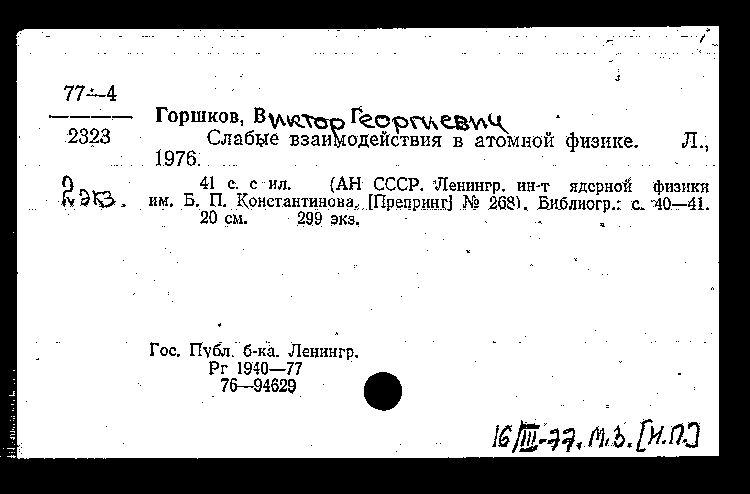 77—4
2323
2 экз.
Горшков, Виктор Георгиевич
Слабые взаимодействия в атомной физике. Л.,
1976.
41 с. с ил. (АН СССР. Ленингр. ин-т ядерной физики
им. Б. П. Константинова. [Препринт] № 268). Библиогр.: с. 40—41.
20 см. 299 экз.
Гос. Публ. б-ка. Ленингр.
Рг 1940—77
76—94629
16/III-77. М.З. [И.П.]